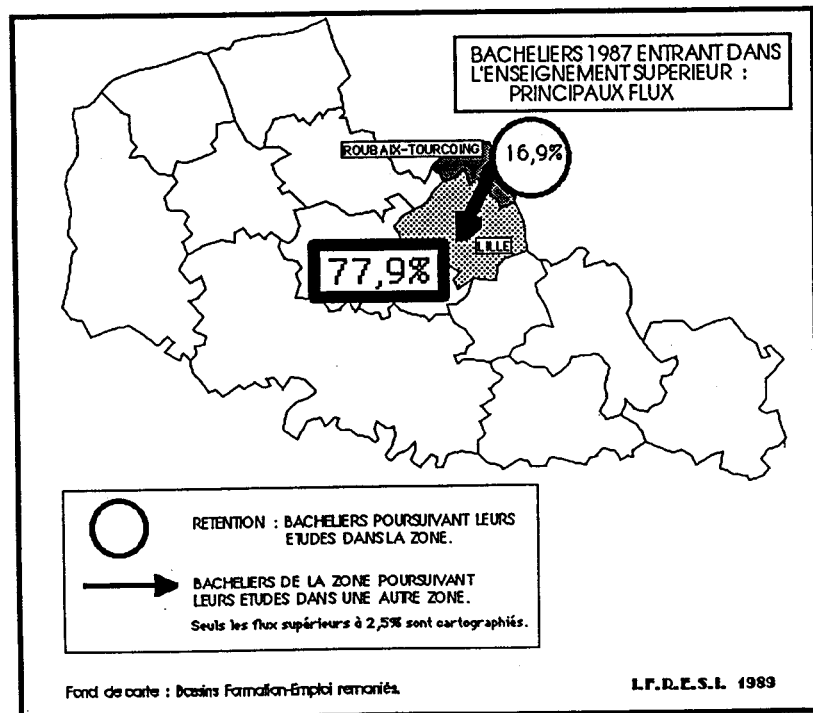 BACHELIERS 1987 ENTRANT DANS
L'ENSEIGNEMENT SUPERIEUR :
PRINCIPAUX FLUX
ROUBAIX-TOURCOING
16,9%
LILLE
77,9%
RETENTION : BACHELIERS POURSUIVANT LEURS
ETUDES DANS LA ZONE.
BACHELIERS DE LA ZONE POURSUIVANT
LEURS ETUDES DANS UNE AUTRE ZONE.
Seuls les flux supérieurs à 2,5% sont cartographiés.
Fond de carte : Bassins Formation-Emploi remaniés.
I.F.R.E.S.I. 1989